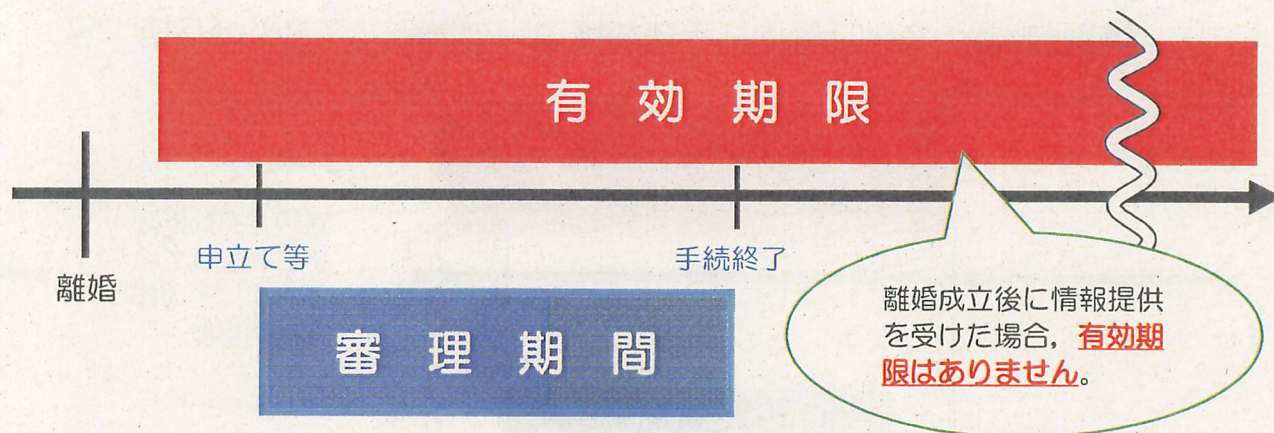 有効期限
離婚
申立て等
手続終了
審理期間
離婚成立後に情報提供
を受けた場合，有効期
限はありません。